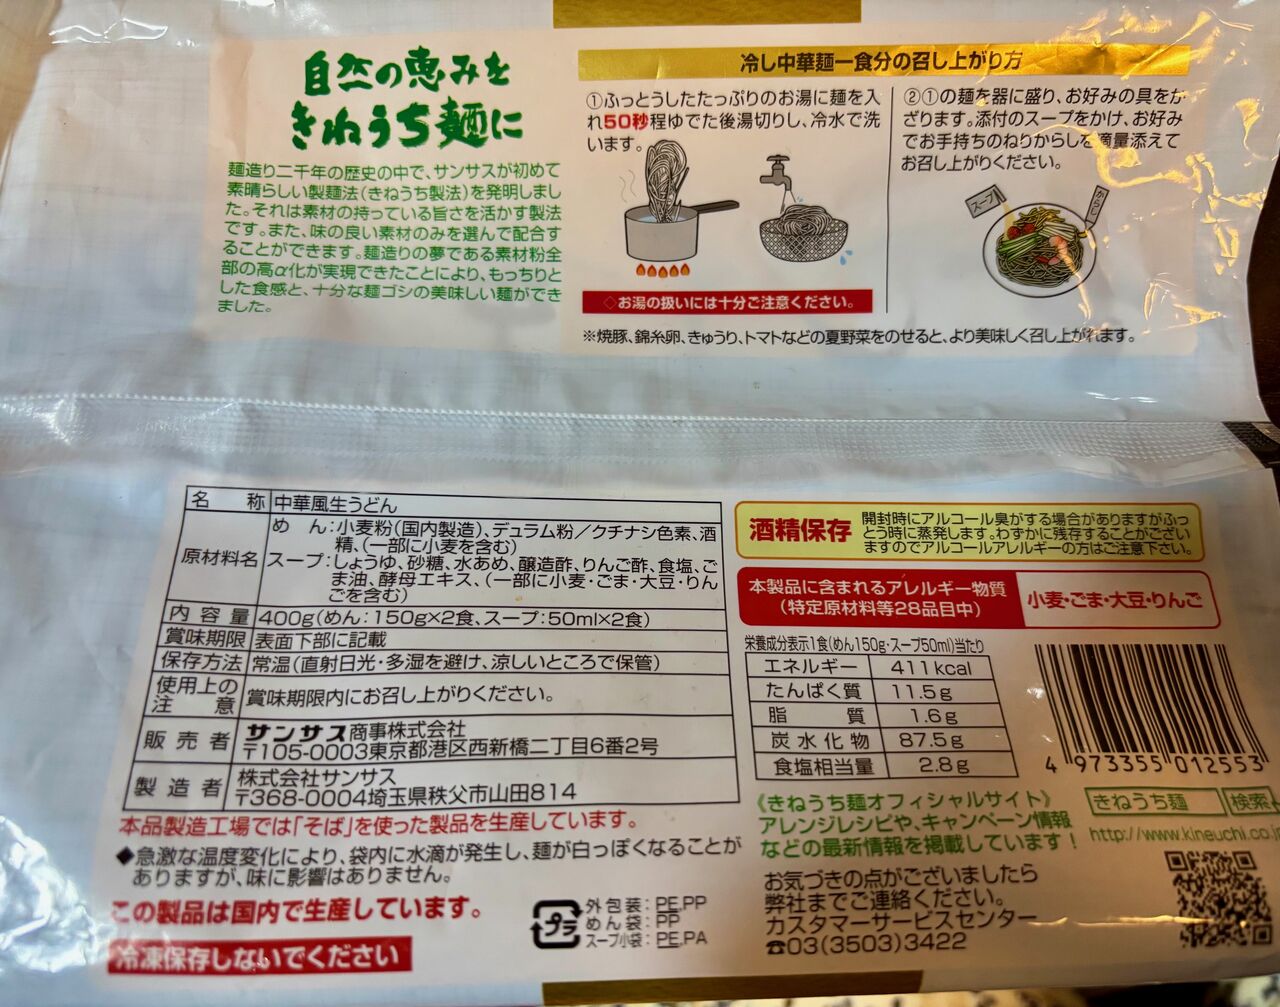 自然の恵みを
きねうち麺に
麺造り二千年の歴史の中で、サンサスが初めて
素晴らしい製麺法(きねうち製法)を発明しまし
た。それは素材の持っている旨さを活かす製法
です。また、味の良い素材のみを選んで配合す
ることができます。麺造りの夢である素材粉全
部の高α化が実現できたことにより、もっちりと
した食感と、十分な麺ゴシの美味しい麺ができ
ました。
冷し中華麺一食分の召し上がり方
①ふっとうしたたっぷりのお湯に麺を入
れ50秒程ゆでた後湯切りし、冷水で洗
います。
②①の麺を器に盛り、お好みの具をか
ざります。添付のスープをかけ、お好み
でお手持ちのねりからしを適量添えて
お召し上がりください。
スープ
からし
◇お湯の扱いには十分ご注意ください。
※焼豚、錦糸卵、きゅうり、トマトなどの夏野菜をのせると、より美味しく召し上がれます。
名称 中華風生うどん
原材料名 めん:小麦粉(国内製造)、デュラム粉/クチナシ色素、酒
精、(一部に小麦を含む)
スープ:しょうゆ、砂糖、水あめ、醸造酢、りんご酢、食塩、ご
ま油、酵母エキス、(一部に小麦・ごま・大豆・りん
ごを含む)
内容量 400g(めん:150g×2食、スープ:50ml×2食)
賞味期限 表面下部に記載
保存方法 常温(直射日光・多湿を避け、涼しいところで保管)
使用上の
注意 賞味期限内にお召し上がりください。
販売者 サンサス商事株式会社
〒105-0003東京都港区西新橋二丁目6番2号
製造者 株式会社サンサス
〒368-0004埼玉県秩父市山田814
本品製造工場では「そば」を使った製品を生産しています。
◆急激な温度変化により、袋内に水滴が発生し、麺が白っぽくなることが
ありますが、味に影響はありません。
この製品は国内で生産しています。
冷凍保存しないでください
プラ
外包装:PE,PP
めん袋:PP
スープ小袋:PE,PA
酒精保存
開封時にアルコール臭がする場合がありますがふっ
とう時に蒸発します。わずかに残存することがござい
ますのでアルコールアレルギーの方はご注意下さい。
本製品に含まれるアレルギー物質
(特定原材料等28品目中)
小麦・ごま・大豆・りんご
栄養成分表示1食(めん150g・スープ50ml)当たり
エネルギー 411kcal
たんぱく質 11.5g
脂質 1.6g
炭水化物 87.5g
食塩相当量 2.8g
4 973355 012553
《きねうち麺オフィシャルサイト》
アレンジレシピや、キャンペーン情報
などの最新情報を掲載しています!
きねうち麺 検索
http://www.kineuchi.co.j
お気づきの点がございましたら
弊社までご連絡ください。
カスタマーサービスセンター
☎03(3503)3422